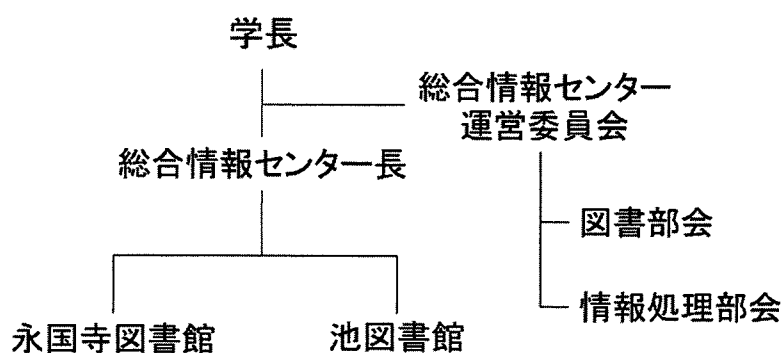 学長
総合情報センター
運営委員会
総合情報センター長
図書部会
情報処理部会
永国寺図書館
池図書館